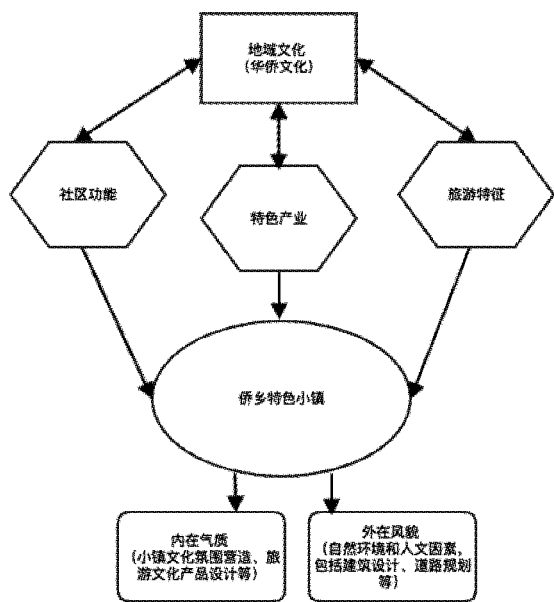 地域文化
(华侨文化)
社区功能
特色产业
旅游特征
侨乡特色小镇
内在气质
(小镇文化氛围营造、旅
游文化产品设计等)
外在风貌
(自然环境和人文因素,
包括建筑设计、道路规划
等)